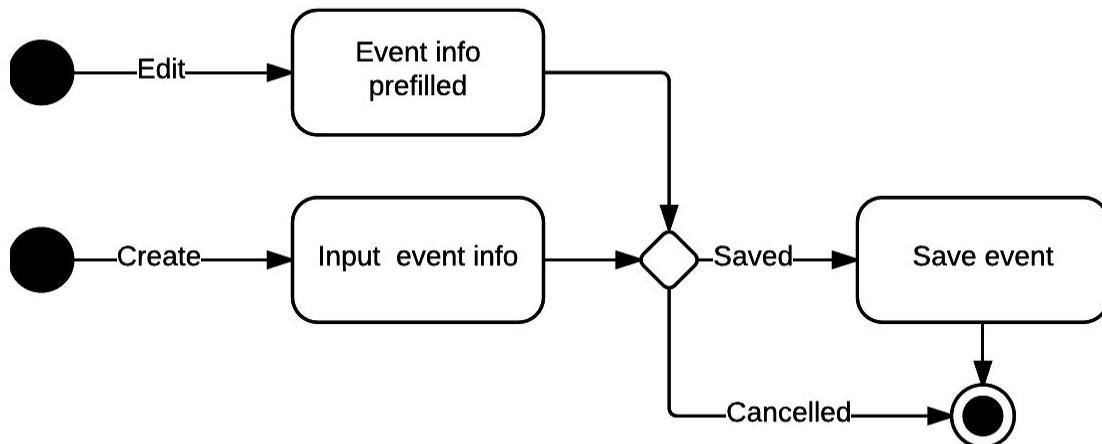 Edit
Event info
prefilled
Create
Input event info
Saved
Save event
Cancelled